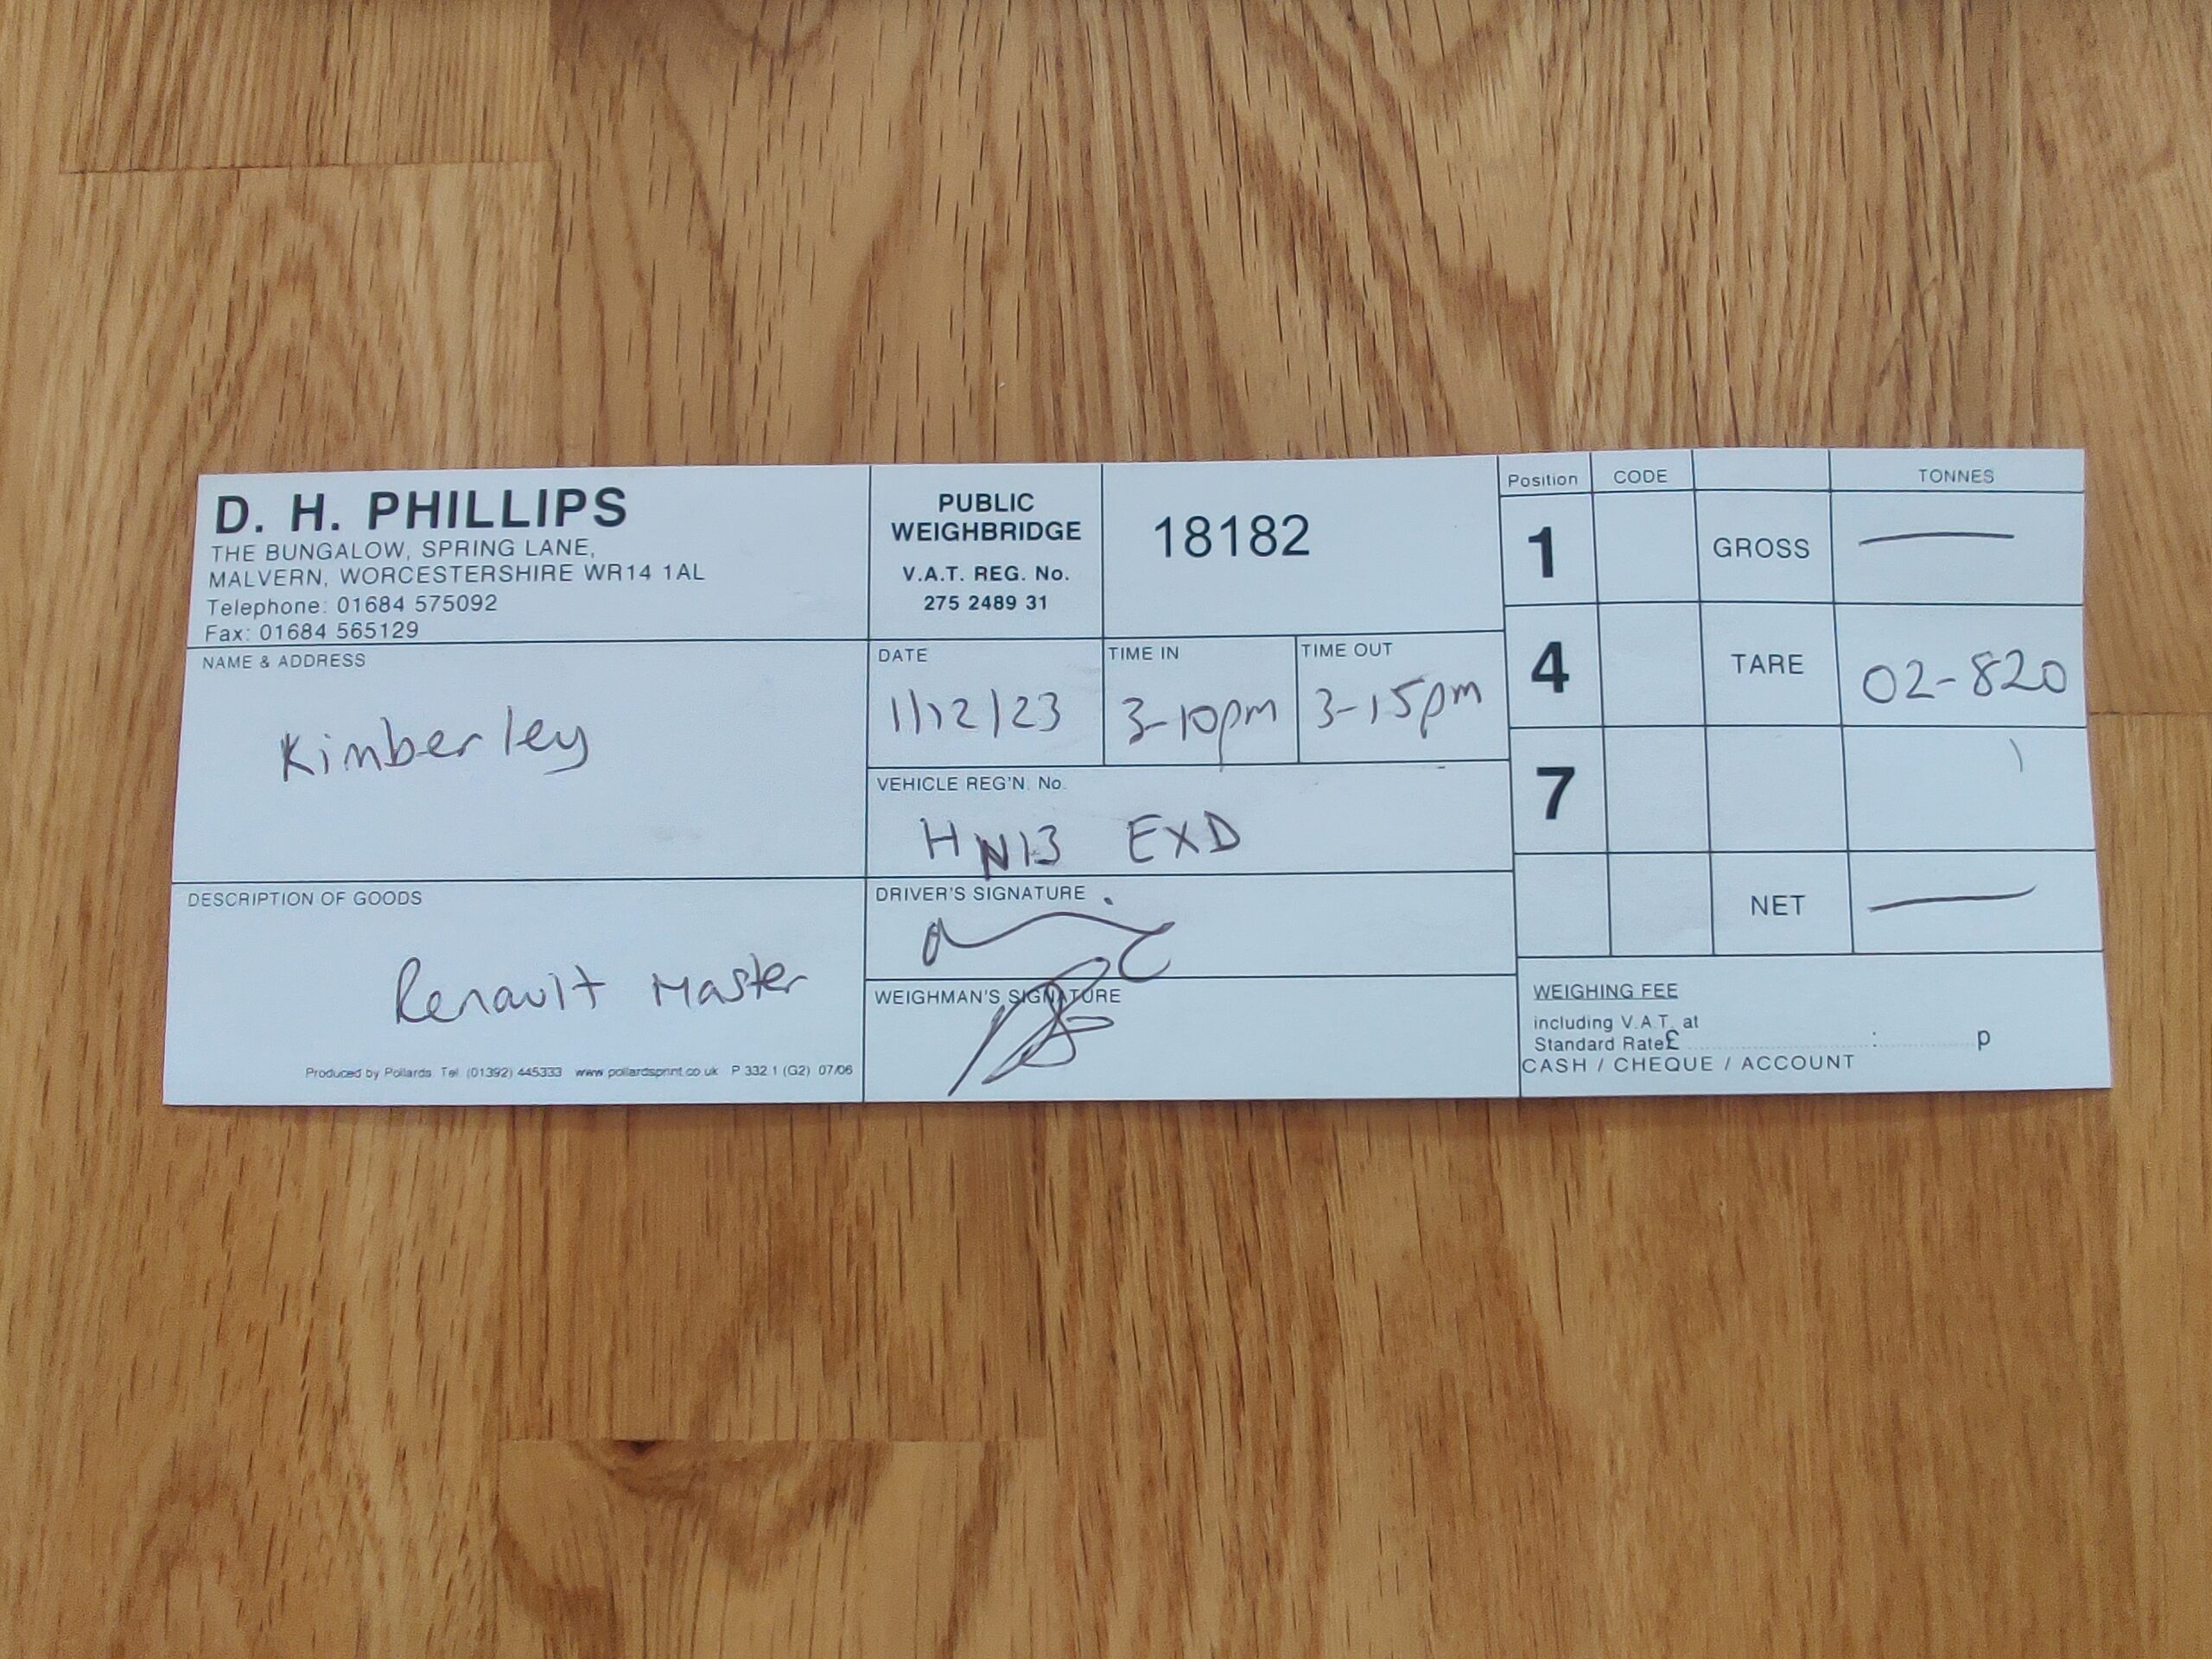 D. H. PHILLIPS
THE BUNGALOW, SPRING LANE,
MALVERN, WORCESTERSHIRE WR14 1AL
Telephone: 01684 575092
Fax: 01684 565129
PUBLIC
WEIGHBRIDGE
V.A.T. REG. No.
275 2489 31
18182
NAME & ADDRESS
Kimberley
DATE
1/12/23
TIME IN
3-10pm
TIME OUT
3-15pm
VEHICLE REG'N. No.
HN13 EXD
DESCRIPTION OF GOODS
Renault Master
DRIVER'S SIGNATURE
WEIGHMAN'S SIGNATURE
Produced by Pollards. Tel (01392) 445333 www.pollardsprint.co.uk P 332.1 (G2) 07/06
Position CODE TONNES
1 GROSS —
4 TARE 02-820
7
NET —
WEIGHING FEE
including V.A.T. at
Standard Rate £ : p
CASH / CHEQUE / ACCOUNT